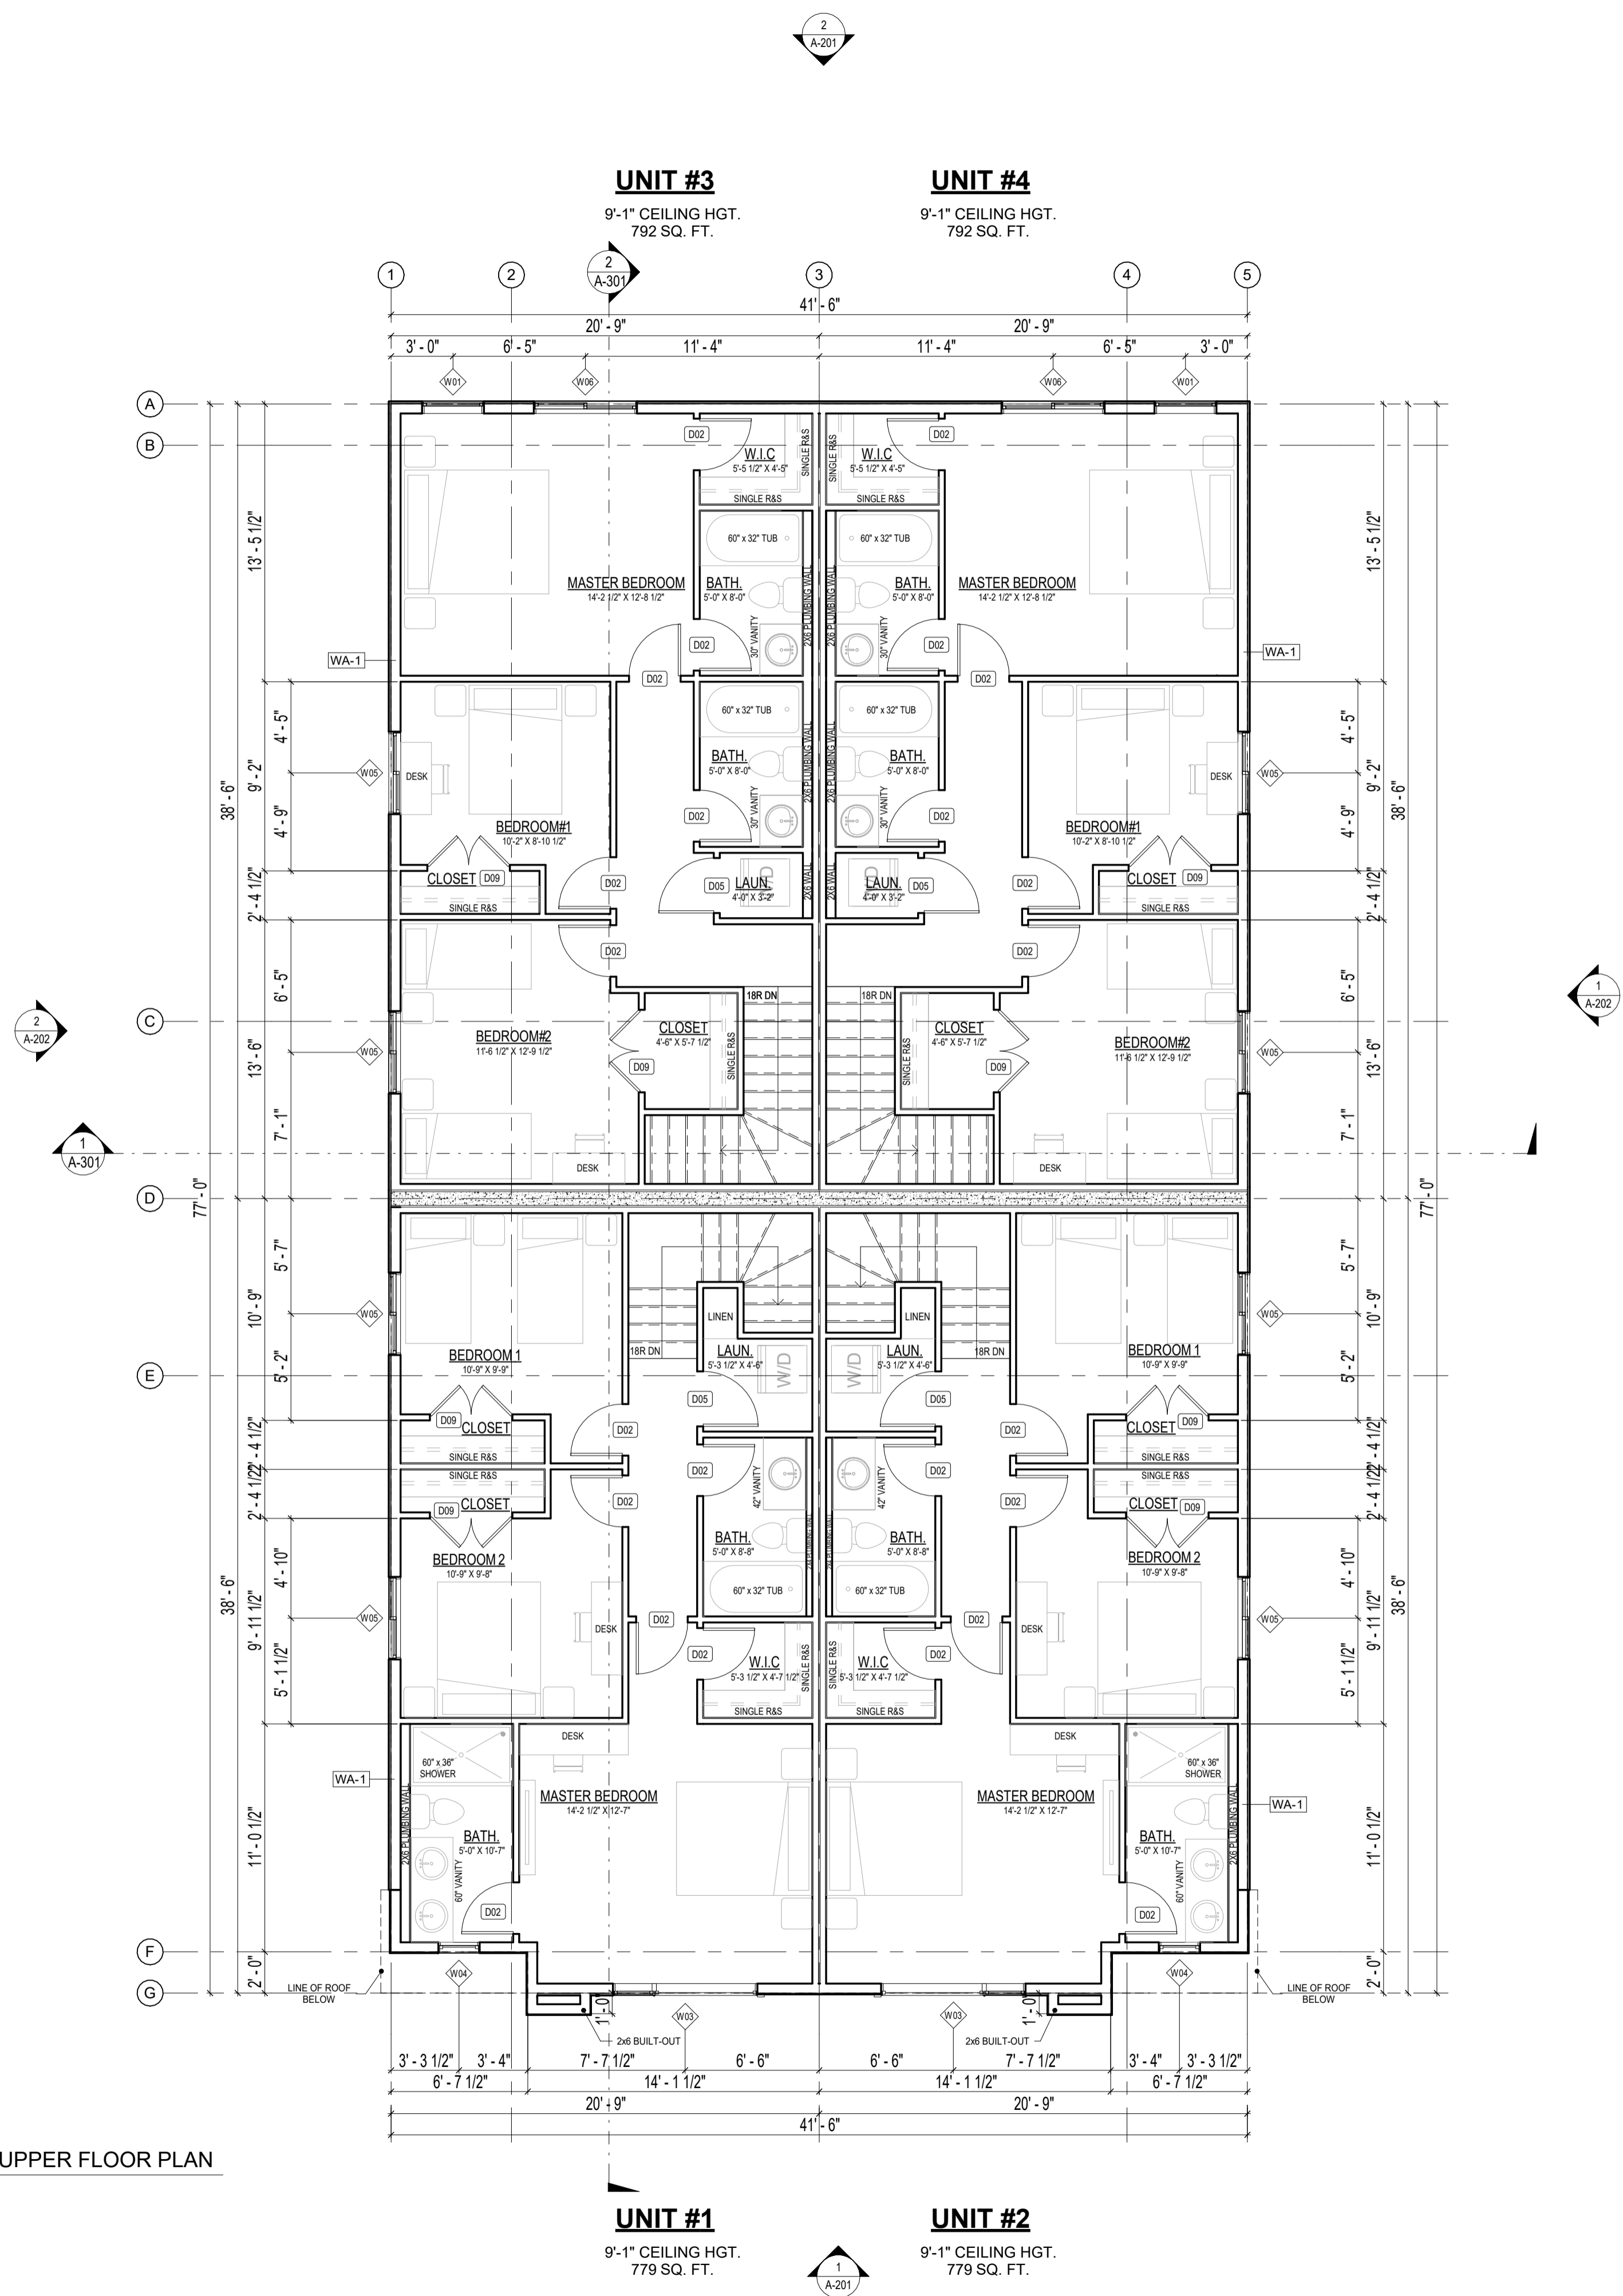 2
A-201
UNIT #3
9'-1" CEILING HGT.
792 SQ. FT.
UNIT #4
9'-1" CEILING HGT.
792 SQ. FT.
1
2
2
A-301
3
4
5
41' - 6"
20' - 9"
20' - 9"
3' - 0"
6' - 5"
11' - 4"
11' - 4"
6' - 5"
3' - 0"
W01
W06
W06
W01
A
B
D02
D02
W.I.C
5'-5 1/2" X 4'-5"
W.I.C
5'-5 1/2" X 4'-5"
SINGLE R&S
SINGLE R&S
SINGLE R&S
SINGLE R&S
13' - 5 1/2"
13' - 5 1/2"
60" x 32" TUB
60" x 32" TUB
MASTER BEDROOM
14'-2 1/2" X 12'-8 1/2"
BATH.
5'-0" X 8'-0"
BATH.
5'-0" X 8'-0"
MASTER BEDROOM
14'-2 1/2" X 12'-8 1/2"
2X6 PLUMBING WALL
2X6 PLUMBING WALL
30" VANITY
30" VANITY
D02
D02
WA-1
WA-1
D02
D02
60" x 32" TUB
60" x 32" TUB
4' - 5"
4' - 5"
9' - 2"
9' - 2"
38' - 6"
38' - 6"
W05
DESK
BATH.
5'-0" X 8'-0"
BATH.
5'-0" X 8'-0"
DESK
W05
2X6 PLUMBING WALL
2X6 PLUMBING WALL
4' - 9"
4' - 9"
30" VANITY
30" VANITY
D02
D02
BEDROOM#1
10'-2" X 8'-10 1/2"
BEDROOM#1
10'-2" X 8'-10 1/2"
CLOSET
D09
D02
D05
LAUN.
4'-0" X 3'-2"
W/D
2X6 WALL
2X6 WALL
LAUN.
4'-0" X 3'-2"
W/D
D05
D02
CLOSET
D09
2' - 4 1/2"
2' - 4 1/2"
SINGLE R&S
SINGLE R&S
D02
D02
6' - 5"
6' - 5"
18R DN
18R DN
C
2
A-202
1
A-202
BEDROOM#2
11'-6 1/2" X 12'-9 1/2"
CLOSET
4'-6" X 5'-7 1/2"
CLOSET
4'-6" X 5'-7 1/2"
BEDROOM#2
11'-6 1/2" X 12'-9 1/2"
SINGLE R&S
SINGLE R&S
W05
W05
13' - 6"
13' - 6"
D09
D09
7' - 1"
7' - 1"
1
A-301
DESK
DESK
D
77' - 0"
77' - 0"
5' - 7"
5' - 7"
10' - 9"
10' - 9"
W05
LINEN
LINEN
W05
18R DN
LAUN.
5'-3 1/2" X 4'-6"
LAUN.
5'-3 1/2" X 4'-6"
18R DN
W/D
W/D
BEDROOM 1
10'-9" X 9'-9"
BEDROOM 1
10'-9" X 9'-9"
5' - 2"
5' - 2"
E
D05
D05
D09
CLOSET
D02
D02
CLOSET
D09
2' - 4 1/2"
2' - 4 1/2"
SINGLE R&S
SINGLE R&S
SINGLE R&S
SINGLE R&S
D02
D02
42" VANITY
42" VANITY
2' - 4 1/2"
2' - 4 1/2"
D09
CLOSET
D02
D02
CLOSET
D09
BATH.
5'-0" X 8'-8"
BATH.
5'-0" X 8'-8"
2X6 PLUMBING WALL
2X6 PLUMBING WALL
BEDROOM 2
10'-9" X 9'-8"
BEDROOM 2
10'-9" X 9'-8"
4' - 10"
4' - 10"
60" x 32" TUB
60" x 32" TUB
38' - 6"
38' - 6"
9' - 11 1/2"
9' - 11 1/2"
W05
DESK
D02
D02
DESK
W05
D02
D02
5' - 1 1/2"
5' - 1 1/2"
W.I.C
5'-3 1/2" X 4'-7 1/2"
W.I.C
5'-3 1/2" X 4'-7 1/2"
SINGLE R&S
SINGLE R&S
SINGLE R&S
SINGLE R&S
DESK
DESK
60" x 36"
SHOWER
60" x 36"
SHOWER
WA-1
WA-1
MASTER BEDROOM
14'-2 1/2" X 12'-7"
MASTER BEDROOM
14'-2 1/2" X 12'-7"
2X6 PLUMBING WALL
2X6 PLUMBING WALL
11' - 0 1/2"
11' - 0 1/2"
BATH.
5'-0" X 10'-7"
BATH.
5'-0" X 10'-7"
60" VANITY
60" VANITY
D02
D02
F
2' - 0"
2' - 0"
W04
W04
LINE OF ROOF
BELOW
LINE OF ROOF
BELOW
G
1' - 0"
1' - 0"
W03
W03
2x6 BUILT-OUT
2x6 BUILT-OUT
3' - 3 1/2"
3' - 4"
7' - 7 1/2"
6' - 6"
6' - 6"
7' - 7 1/2"
3' - 4"
3' - 3 1/2"
6' - 7 1/2"
14' - 1 1/2"
14' - 1 1/2"
6' - 7 1/2"
20' - 9"
20' - 9"
41' - 6"
UPPER FLOOR PLAN
UNIT #1
9'-1" CEILING HGT.
779 SQ. FT.
UNIT #2
9'-1" CEILING HGT.
779 SQ. FT.
1
A-201